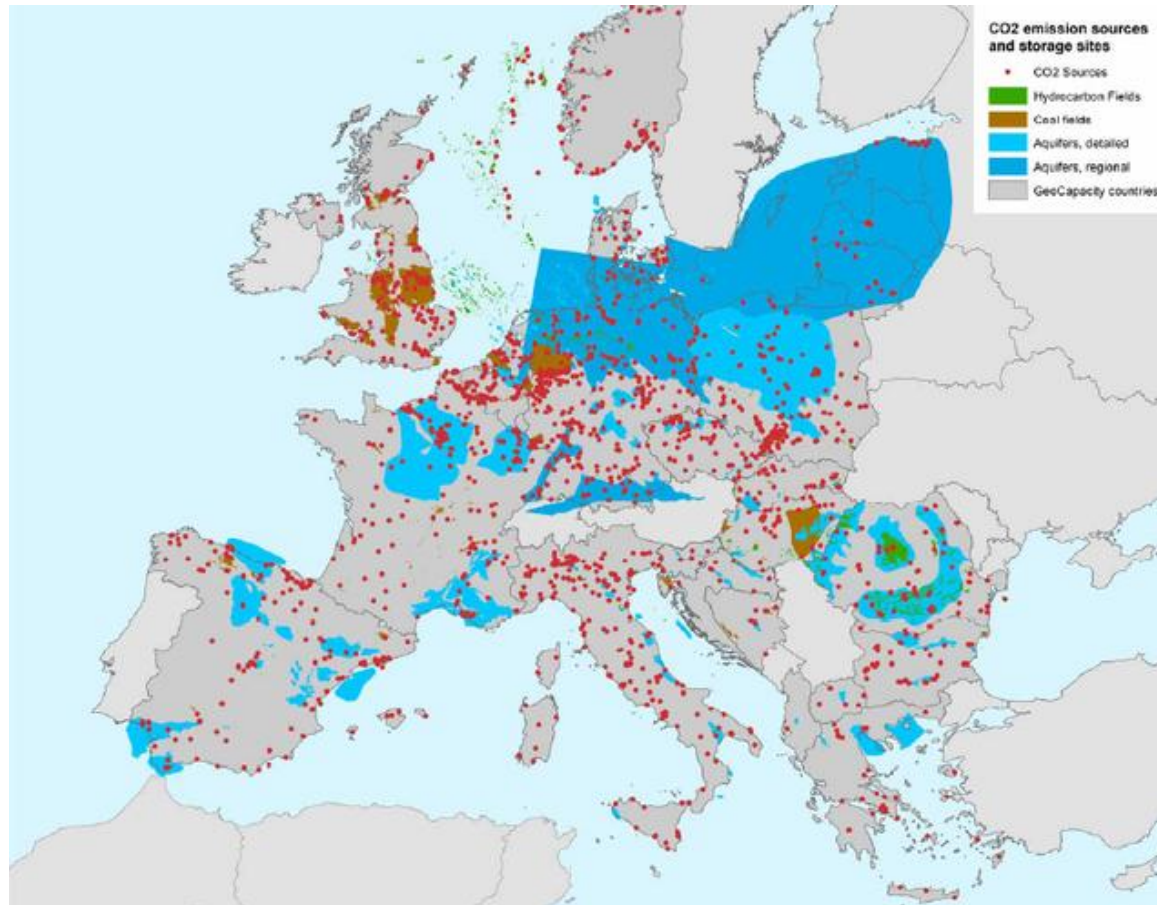 CO2 emission sources
and storage sites
CO2 Sources
Hydrocarbon Fields
Coal fields
Aquifers, detailed
Aquifers, regional
GeoCapacity countries